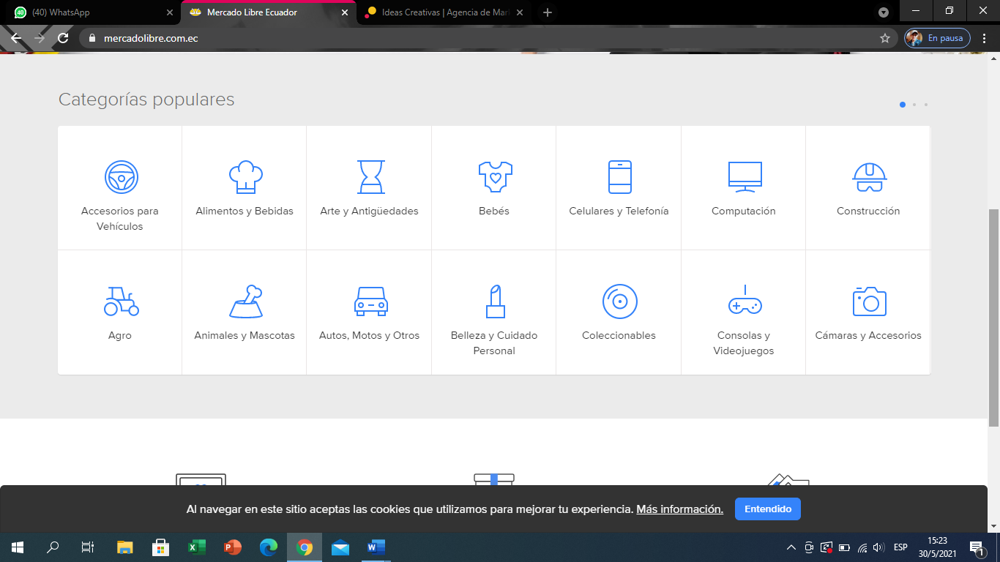 (40) WhatsApp
Mercado Libre Ecuador
Ideas Creativas | Agencia de Mar
mercadolibre.com.ec
En pausa
Categorías populares
Accesorios para
Vehículos
Alimentos y Bebidas
Arte y Antigüedades
Bebés
Celulares y Telefonía
Computación
Construcción
Agro
Animales y Mascotas
Autos, Motos y Otros
Belleza y Cuidado
Personal
Coleccionables
Consolas y
Videojuegos
Cámaras y Accesorios
Al navegar en este sitio aceptas las cookies que utilizamos para mejorar tu experiencia. Más información.
Entendido
ESP
15:23
30/5/2021
1